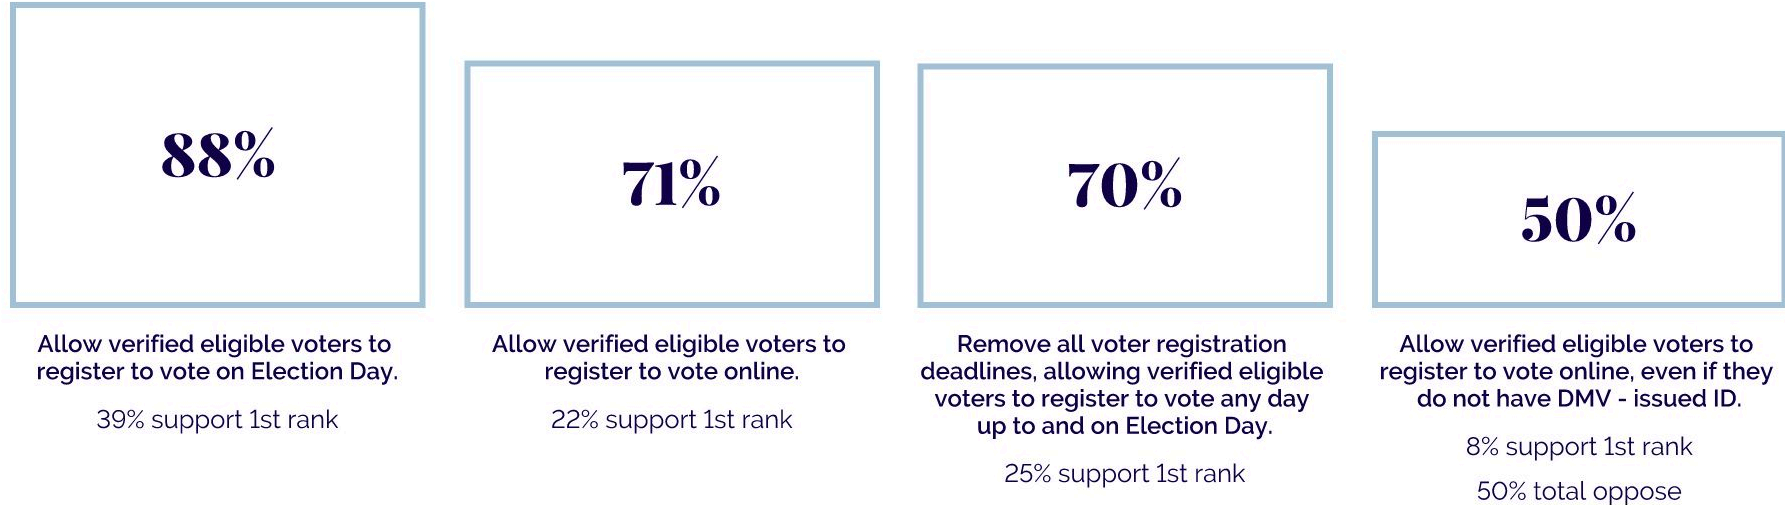 88%
Allow verified eligible voters to
register to vote on Election Day.
39% support 1st rank
71%
Allow verified eligible voters to
register to vote online.
22% support 1st rank
70%
Remove all voter registration
deadlines, allowing verified eligible
voters to register to vote any day
up to and on Election Day.
25% support 1st rank
50%
Allow verified eligible voters to
register to vote online, even if they
do not have DMV - issued ID.
8% support 1st rank
50% total oppose